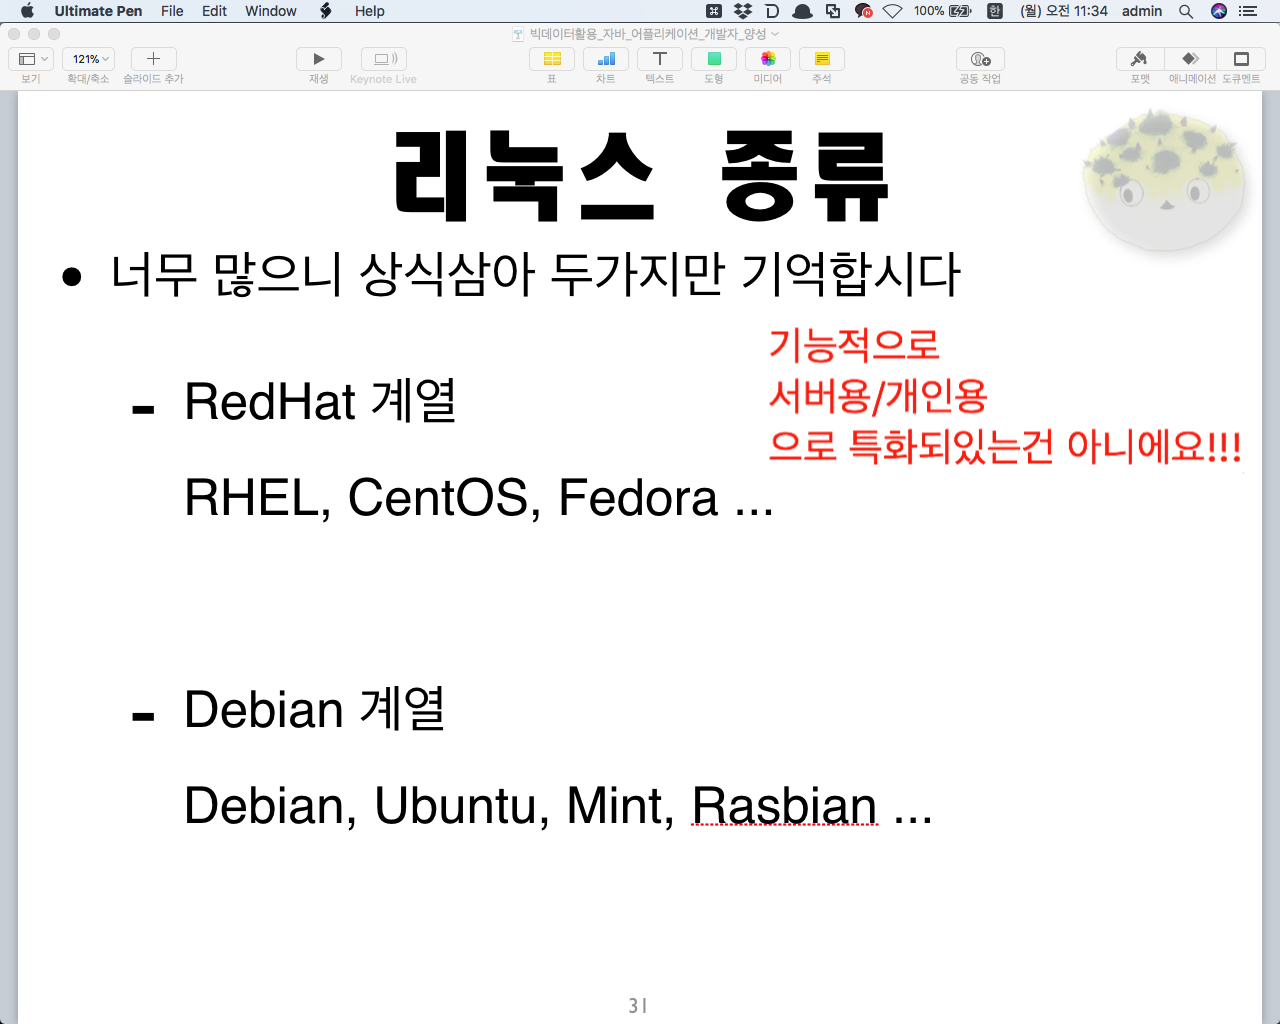 Ultimate Pen File Edit Window Help 100% 한 (월) 오전 11:34 admin
빅데이터활용_자바_어플리케이션_개발자_양성
121%
보기 확대/축소 슬라이드 추가 재생 Keynote Live 표 차트 텍스트 도형 미디어 주석 공동 작업 포맷 애니메이션 도큐멘트
리눅스 종류
• 너무 많으니 상식삼아 두가지만 기억합시다
기능적으로
서버용/개인용
으로 특화되있는건 아니에요!!!
- RedHat 계열
RHEL, CentOS, Fedora ...
- Debian 계열
Debian, Ubuntu, Mint, Rasbian ...
31